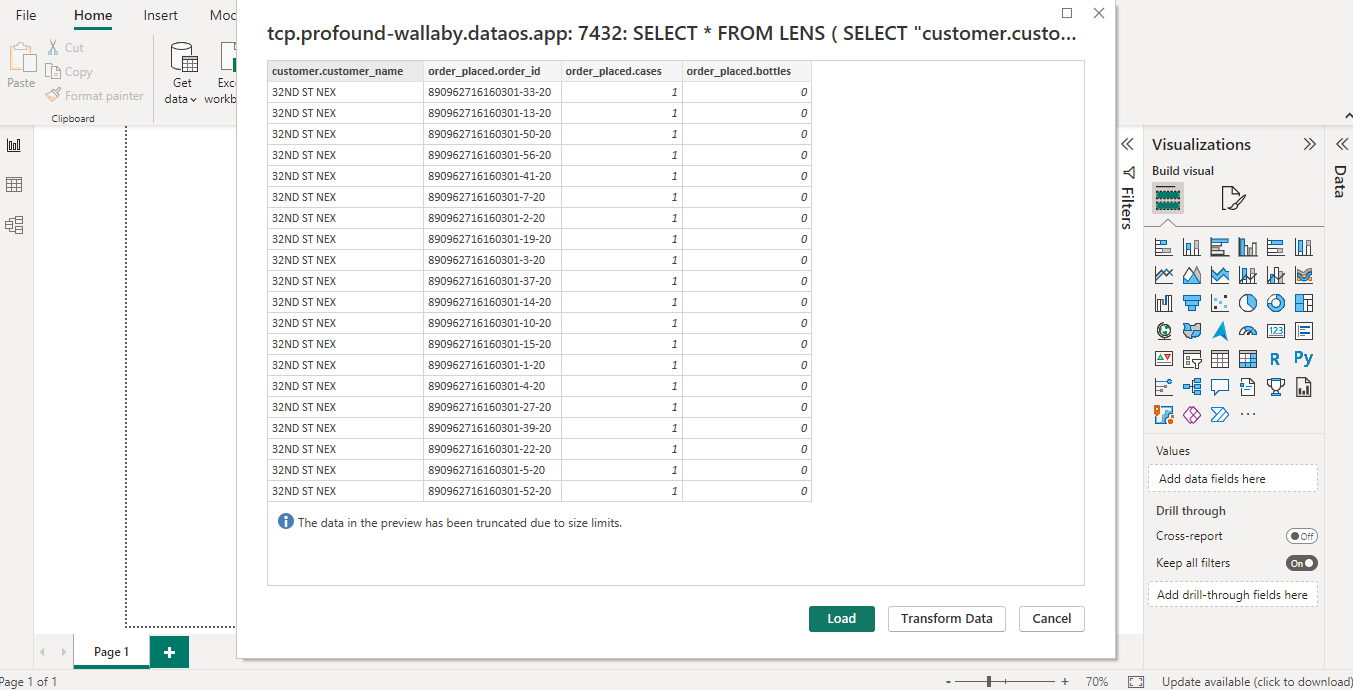 File Home Insert Mod
Paste
Cut
Copy
Format painter
Clipboard
Get
data
Exc
workb
tcp.profound-wallaby.dataos.app: 7432: SELECT * FROM LENS ( SELECT "customer.custo...
customer.customer_name order_placed.order_id order_placed.cases order_placed.bottles
32ND ST NEX 890962716160301-33-20 1 0
32ND ST NEX 890962716160301-13-20 1 0
32ND ST NEX 890962716160301-50-20 1 0
32ND ST NEX 890962716160301-56-20 1 0
32ND ST NEX 890962716160301-41-20 1 0
32ND ST NEX 890962716160301-7-20 1 0
32ND ST NEX 890962716160301-2-20 1 0
32ND ST NEX 890962716160301-19-20 1 0
32ND ST NEX 890962716160301-3-20 1 0
32ND ST NEX 890962716160301-37-20 1 0
32ND ST NEX 890962716160301-14-20 1 0
32ND ST NEX 890962716160301-10-20 1 0
32ND ST NEX 890962716160301-15-20 1 0
32ND ST NEX 890962716160301-1-20 1 0
32ND ST NEX 890962716160301-4-20 1 0
32ND ST NEX 890962716160301-27-20 1 0
32ND ST NEX 890962716160301-39-20 1 0
32ND ST NEX 890962716160301-22-20 1 0
32ND ST NEX 890962716160301-5-20 1 0
32ND ST NEX 890962716160301-52-20 1 0
The data in the preview has been truncated due to size limits.
Load Transform Data Cancel
Filters
Visualizations
Build visual
123
R Py
Values
Add data fields here
Drill through
Cross-report Off
Keep all filters On
Add drill-through fields here
Data
Page 1 +
Page 1 of 1
- + 70% Update available (click to download)